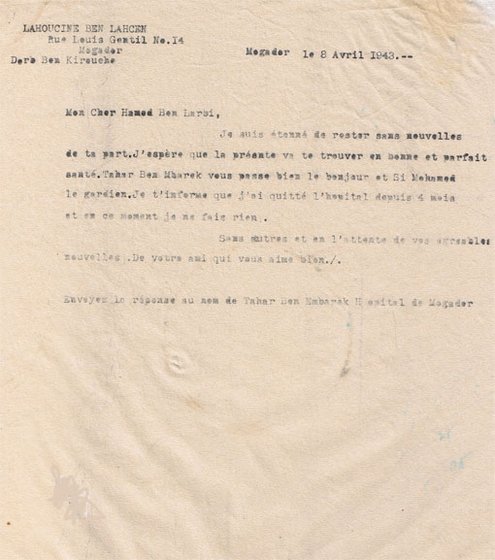 LAHOUCINE BEN LAHCEN
Rue Louis Gentil No.14
Mogador
Derb Ben Kirouche
Mogador le 8 Avril 1943.--
Mon Cher Hamed Ben Larbi,
Je suis étonné de rester sans nouvelles
de ta part.J'espère que la présente va te trouver en bonne et parfait
santé.Tahar Ben Mbarek vous passe bien le bonjour et Si Mohamed
le gardien.Je t'informe que j'ai quitté l'hopital depuis 4 mois
et en ce moment je ne fais rien .
Sans autres et en l'attente de vos agreables
nouvelles .De votre ami qui vous aime bien./.
Envoyez la réponse au nom de Tahar Ben Embarek Hopital de Mogador